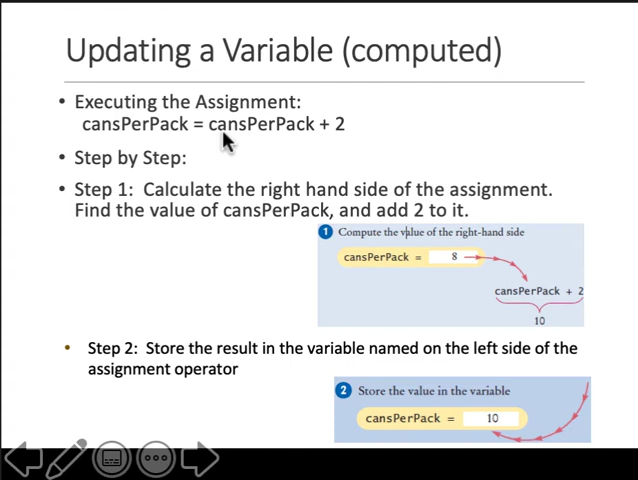 Updating a Variable (computed)
• Executing the Assignment:
cansPerPack = cansPerPack + 2
• Step by Step:
• Step 1: Calculate the right hand side of the assignment.
Find the value of cansPerPack, and add 2 to it.
1 Compute the value of the right-hand side
cansPerPack = 8
cansPerPack + 2
10
• Step 2: Store the result in the variable named on the left side of the
assignment operator
2 Store the value in the variable
cansPerPack = 10